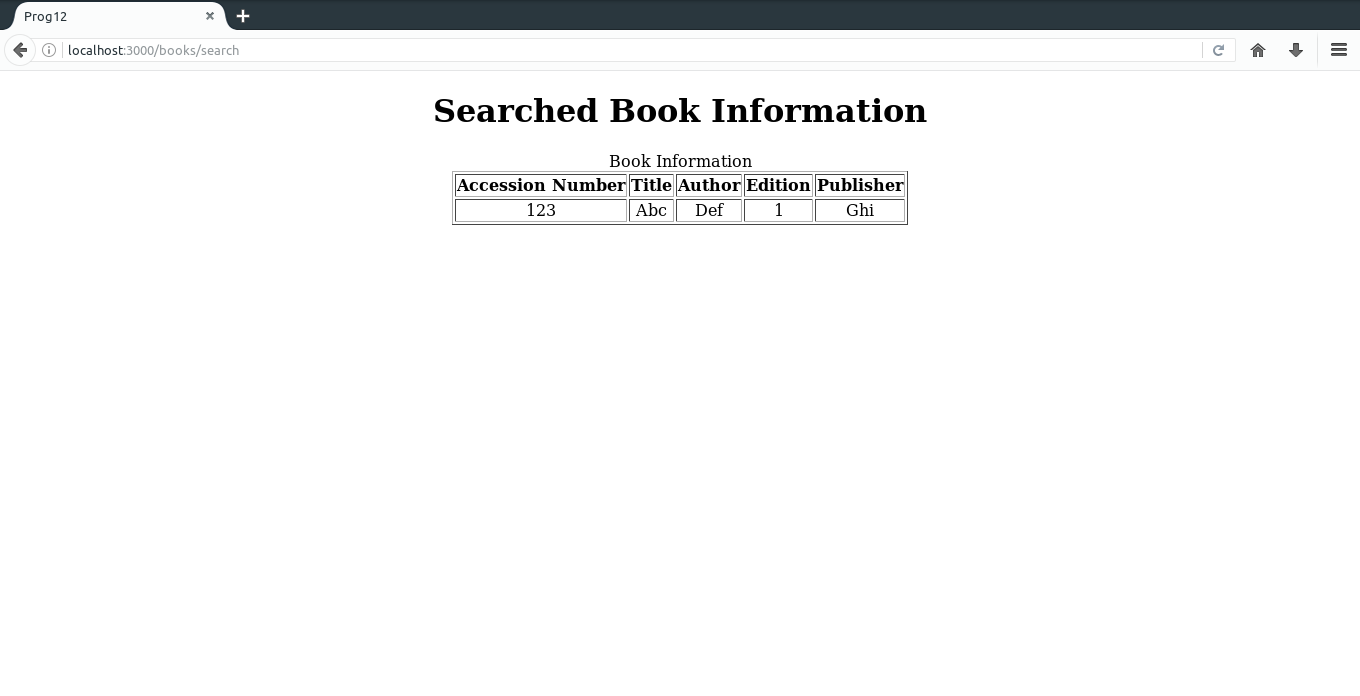 Prog12
localhost:3000/books/search
Searched Book Information
Book Information
Accession Number Title Author Edition Publisher
123 Abc Def 1 Ghi